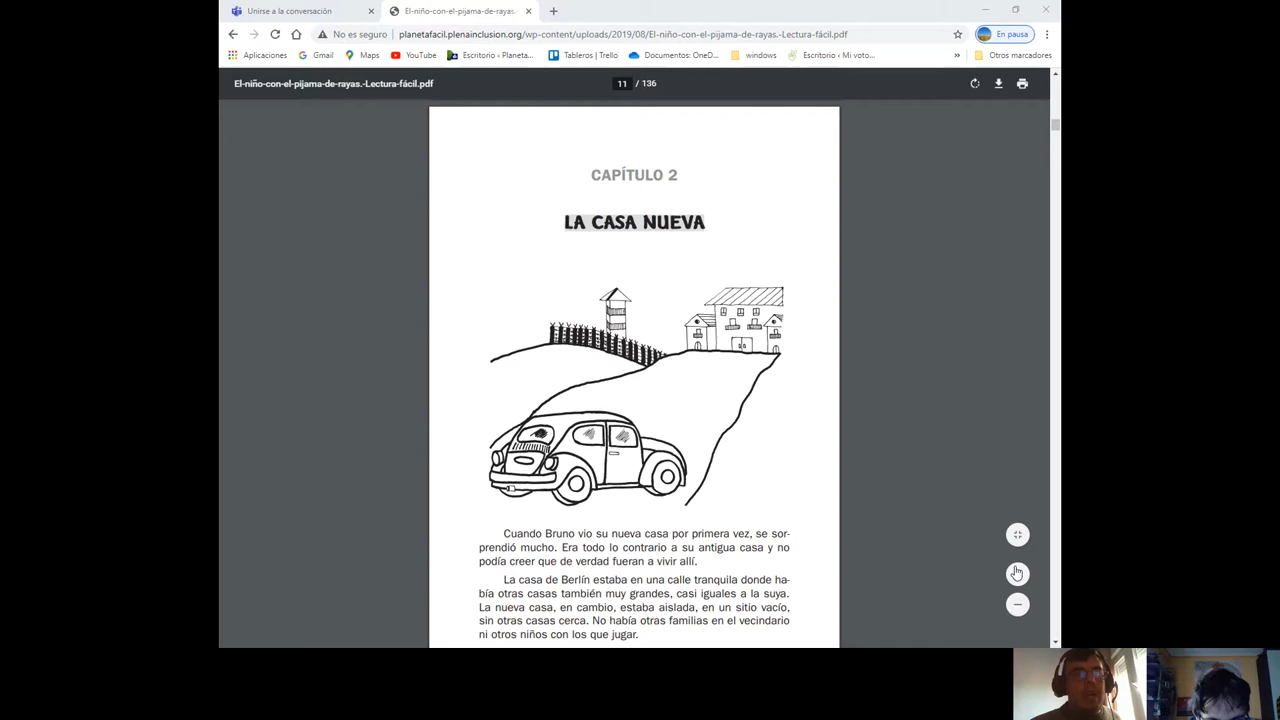 Unirse a la conversación
El-niño-con-el-pijama-de-rayas.-
No es seguro
planetafacil.plenainclusion.org/wp-content/uploads/2019/08/El-niño-con-el-pijama-de-rayas.-Lectura-fácil.pdf
En pausa
Aplicaciones
Gmail
Maps
YouTube
Escritorio ‹ Planeta...
Tableros | Trello
Documentos: OneD...
windows
Escritorio ‹ Mi voto...
»
Otros marcadores
El-niño-con-el-pijama-de-rayas.-Lectura-fácil.pdf
11 / 136
CAPÍTULO 2
LA CASA NUEVA
Cuando Bruno vio su nueva casa por primera vez, se sor-
prendió mucho. Era todo lo contrario a su antigua casa y no
podía creer que de verdad fueran a vivir allí.
La casa de Berlín estaba en una calle tranquila donde ha-
bía otras casas también muy grandes, casi iguales a la suya.
La nueva casa, en cambio, estaba aislada, en un sitio vacío,
sin otras casas cerca. No había otras familias en el vecindario
ni otros niños con los que jugar.